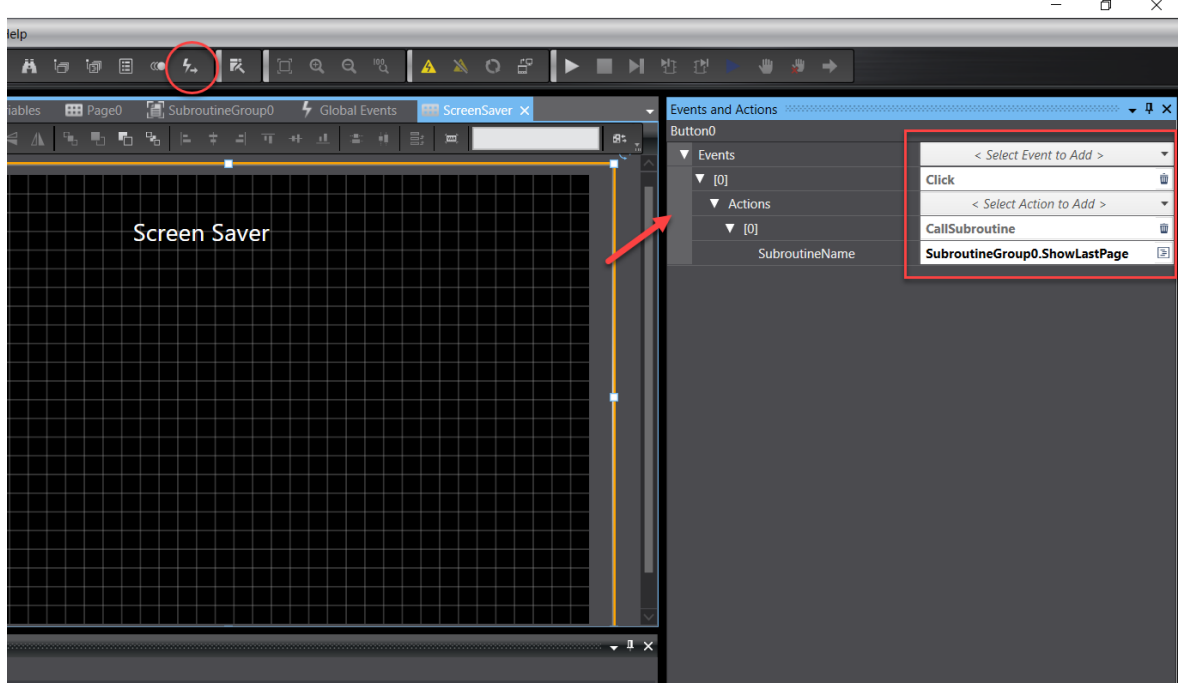 Help
iables Page0 SubroutineGroup0 Global Events ScreenSaver
Events and Actions
Button0
Events < Select Event to Add >
[0] Click
Actions < Select Action to Add >
[0] CallSubroutine
SubroutineName SubroutineGroup0.ShowLastPage
Screen Saver